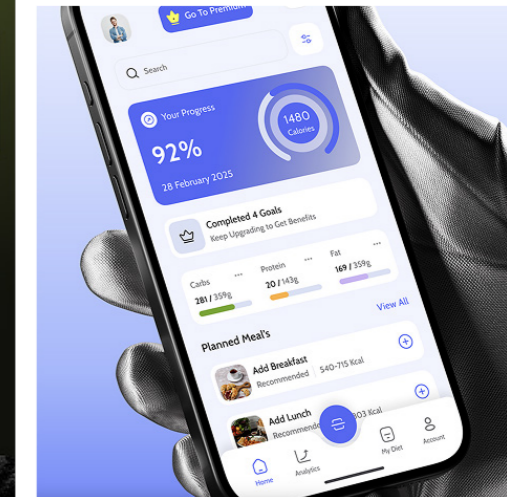 Go To Premium
Search
Your Progress
92%
28 February 2025
1480
Calories
Completed 4 Goals
Keep Upgrading to Get Benefits
Carbs
281 / 359g
Protein
20 / 143g
Fat
169 / 359g
Planned Meal's
View All
Add Breakfast
Recommended | 540-715 Kcal
Add Lunch
Recommended 803 Kcal
Home
Analytics
My Diet
Account